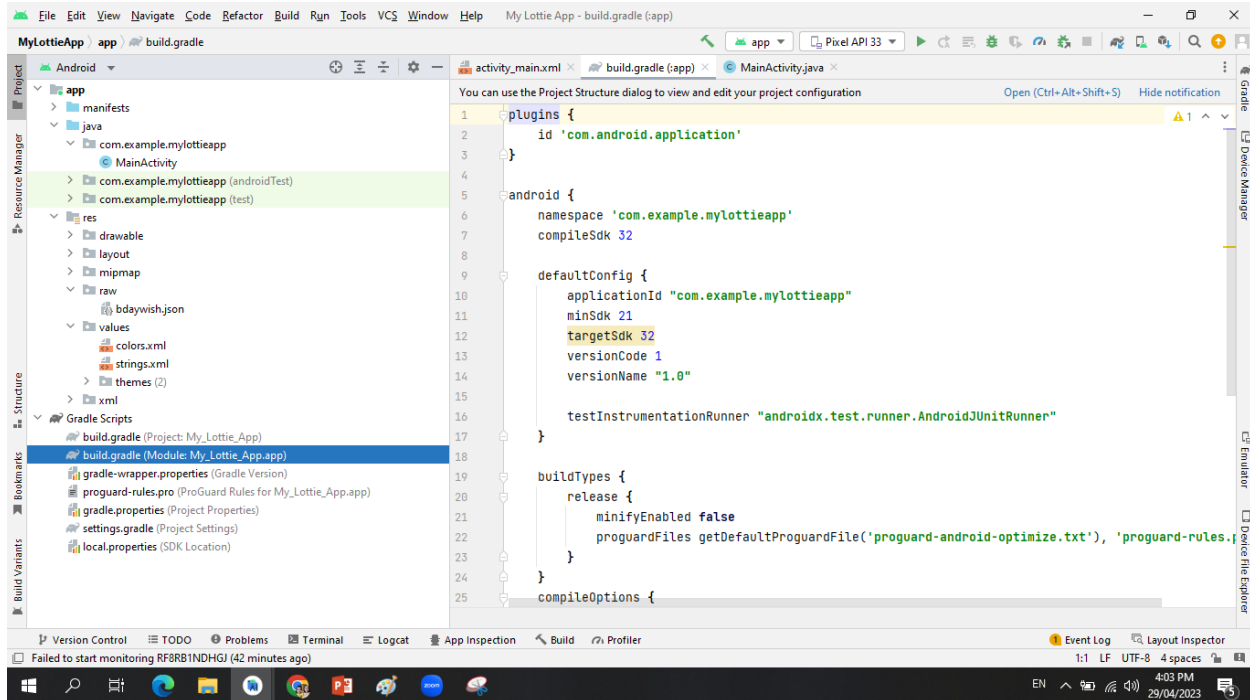 File Edit View Navigate Code Refactor Build Run Tools VCS Window Help My Lottie App - build.gradle (:app)
MyLottieApp app build.gradle
app Pixel API 33
Android
activity_main.xml build.gradle (:app) MainActivity.java
You can use the Project Structure dialog to view and edit your project configuration Open (Ctrl+Alt+Shift+S) Hide notification
Project
Resource Manager
Structure
Bookmarks
Build Variants
app
manifests
java
com.example.mylottieapp
MainActivity
com.example.mylottieapp (androidTest)
com.example.mylottieapp (test)
res
drawable
layout
mipmap
raw
bdaywish.json
values
colors.xml
strings.xml
themes (2)
xml
Gradle Scripts
build.gradle (Project: My_Lottie_App)
build.gradle (Module: My_Lottie_App.app)
gradle-wrapper.properties (Gradle Version)
proguard-rules.pro (ProGuard Rules for My_Lottie_App.app)
gradle.properties (Project Properties)
settings.gradle (Project Settings)
local.properties (SDK Location)
1 plugins {
2 id 'com.android.application'
3 }
4
5 android {
6 namespace 'com.example.mylottieapp'
7 compileSdk 32
8
9 defaultConfig {
10 applicationId "com.example.mylottieapp"
11 minSdk 21
12 targetSdk 32
13 versionCode 1
14 versionName "1.0"
15
16 testInstrumentationRunner "androidx.test.runner.AndroidJUnitRunner"
17 }
18
19 buildTypes {
20 release {
21 minifyEnabled false
22 proguardFiles getDefaultProguardFile('proguard-android-optimize.txt'), 'proguard-rules.p
23 }
24 }
25 compileOptions {
1
Gradle
Device Manager
Emulator
Device File Explorer
Version Control TODO Problems Terminal Logcat App Inspection Build Profiler 1 Event Log Layout Inspector
Failed to start monitoring RF8RB1NDHGJ (42 minutes ago) 1:1 LF UTF-8 4 spaces
zoom
EN 4:03 PM
29/04/2023
5